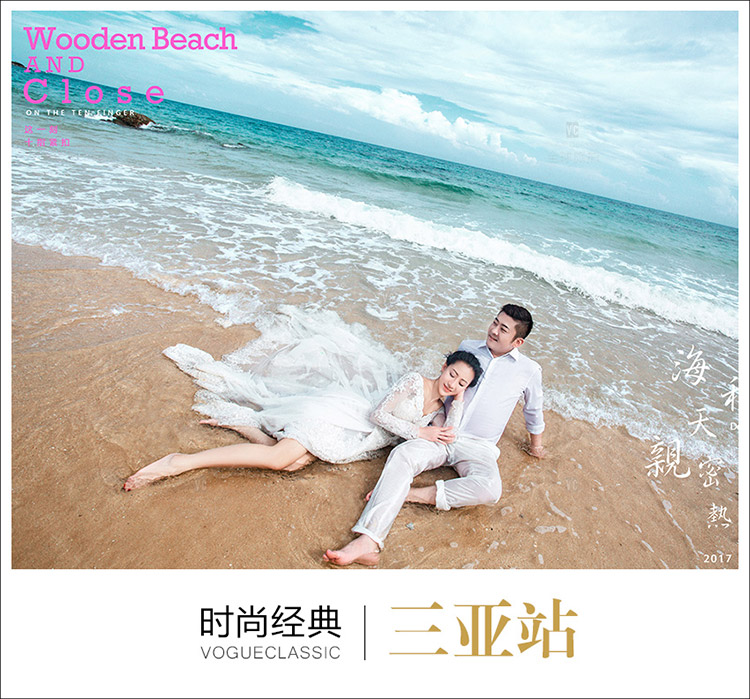 Wooden Beach
AND
Close
ON THE TEN FINGER
海天
親密熱
2017
时尚经典
VOGUECLASSIC
三亚站